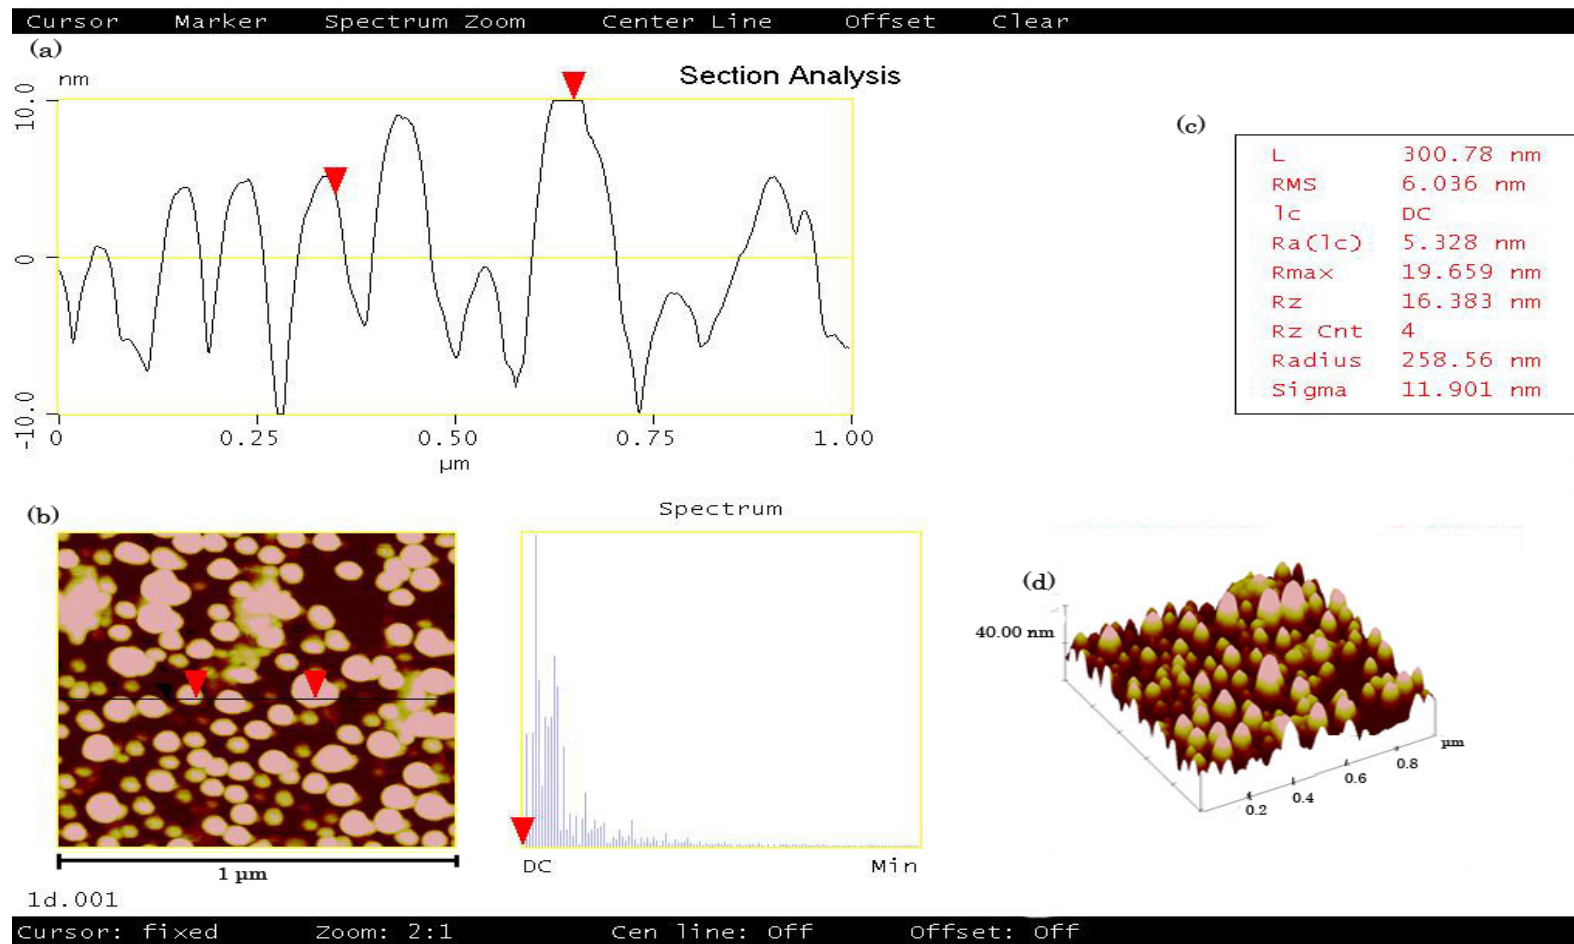 Cursor Marker Spectrum Zoom Center Line Offset Clear
(a)
nm
Section Analysis
10.0
0
-10.0
0 0.25 0.50 0.75 1.00
µm
(c)
L 300.78 nm
RMS 6.036 nm
lc DC
Ra(lc) 5.328 nm
Rmax 19.659 nm
Rz 16.383 nm
Rz Cnt 4
Radius 258.56 nm
Sigma 11.901 nm
(b)
1 µm
Spectrum
DC Min
(d)
40.00 nm
0.2 0.4 0.6 0.8
µm
1d.001
Cursor: fixed Zoom: 2:1 Cen line: Off Offset: Off